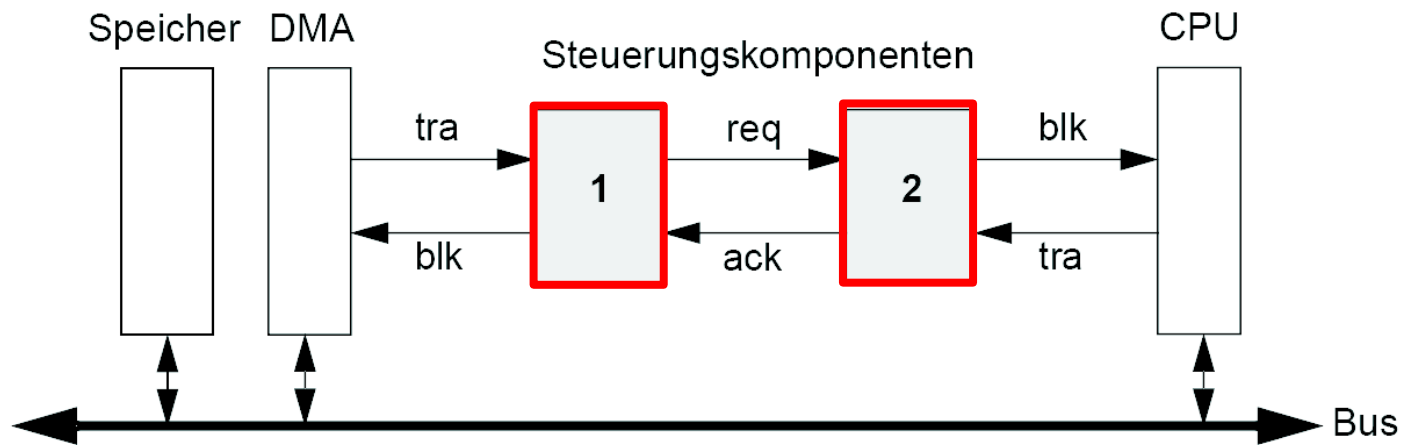 Speicher
DMA
Steuerungskomponenten
CPU
tra
req
blk
1
2
blk
ack
tra
Bus